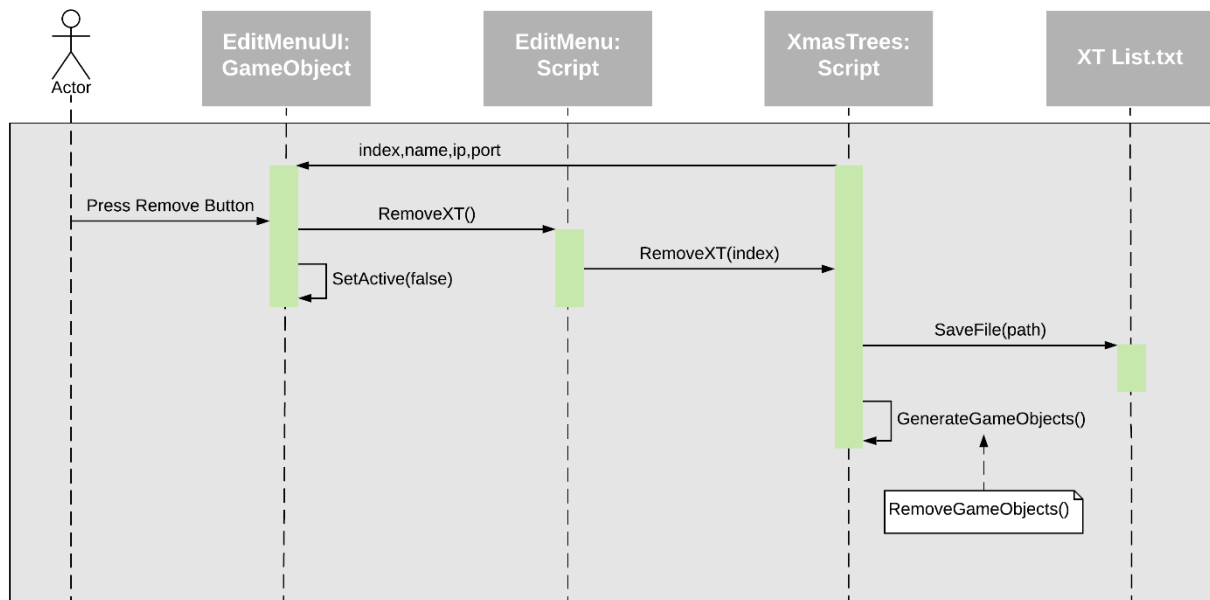 EditMenuUI:
GameObject
EditMenu:
Script
XmasTrees:
Script
XT List.txt
Actor
index,name,ip,port
Press Remove Button
RemoveXT()
RemoveXT(index)
SetActive(false)
SaveFile(path)
GenerateGameObjects()
RemoveGameObjects()